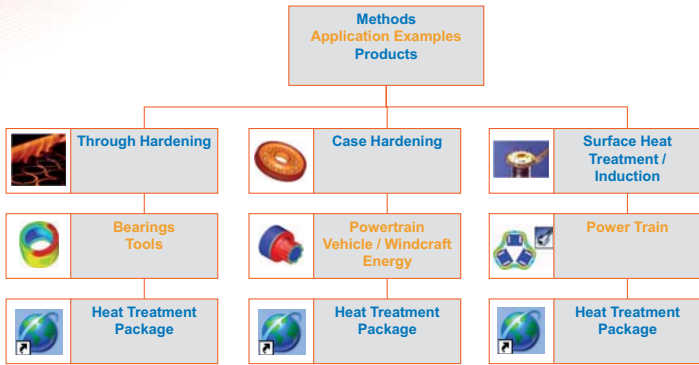 Methods
Application Examples
Products
Through Hardening
Case Hardening
Surface Heat
Treatment /
Induction
Bearings
Tools
Powertrain
Vehicle / Windcraft
Energy
Power Train
Heat Treatment
Package
Heat Treatment
Package
Heat Treatment
Package